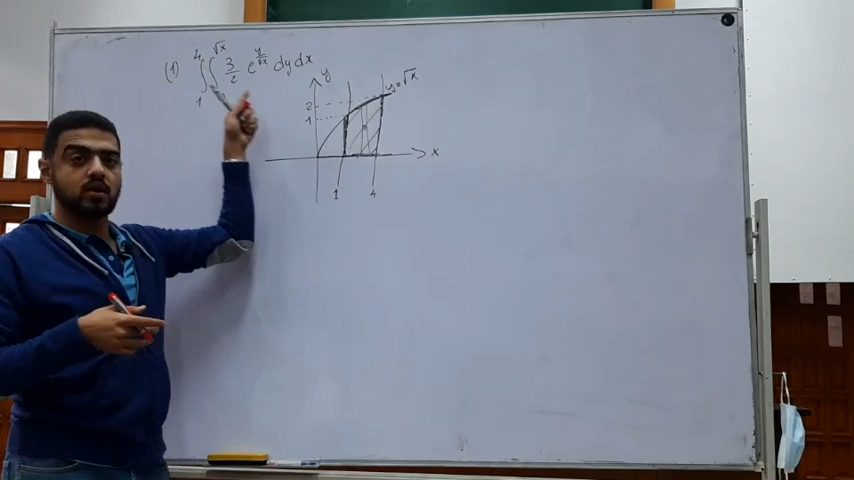 (1) ∫₁⁴ ∫₀^√x 3/2 e^(y/√x) dy dx
y
y=√x
2
1
x
1 4